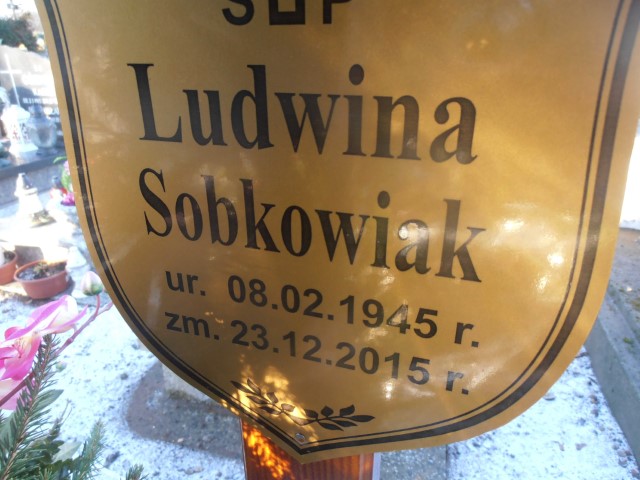 Ludwina
Sobkowiak
ur. 08.02.1945 r.
zm. 23.12.2015 r.